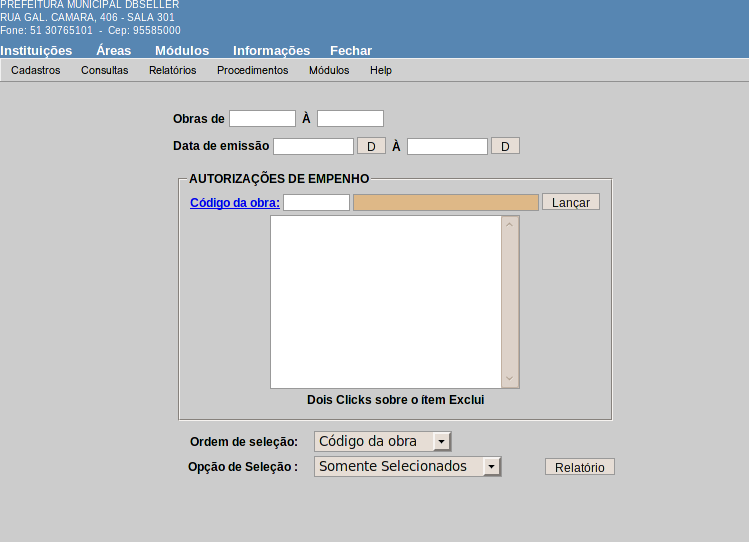 PREFEITURA MUNICIPAL DBSELLER
RUA GAL. CAMARA, 406 - SALA 301
Fone: 51 30765101 - Cep: 95585000
Instituições Áreas Módulos Informações Fechar
Cadastros Consultas Relatórios Procedimentos Módulos Help
Obras de À
Data de emissão D À D
AUTORIZAÇÕES DE EMPENHO
Código da obra: Lançar
Dois Clicks sobre o ítem Exclui
Ordem de seleção: Código da obra
Opção de Seleção : Somente Selecionados Relatório